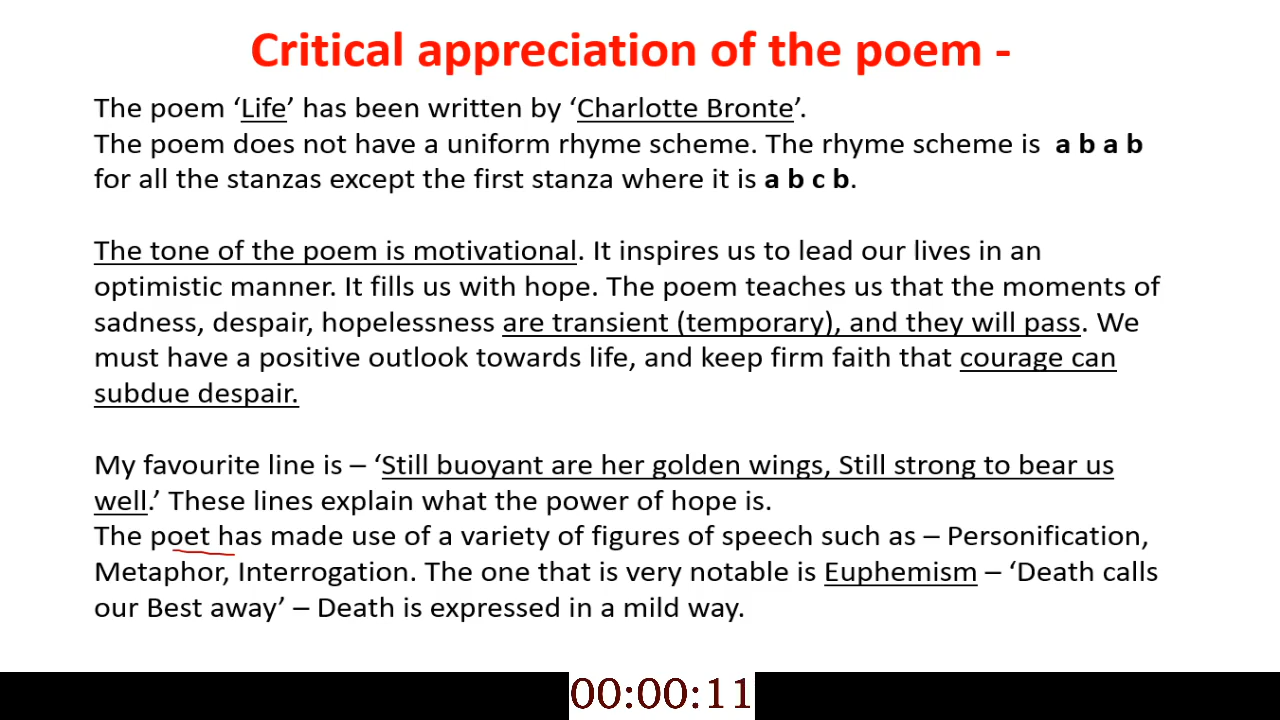 Critical appreciation of the poem -
The poem ‘Life’ has been written by ‘Charlotte Bronte’.
The poem does not have a uniform rhyme scheme. The rhyme scheme is a b a b
for all the stanzas except the first stanza where it is a b c b.
The tone of the poem is motivational. It inspires us to lead our lives in an
optimistic manner. It fills us with hope. The poem teaches us that the moments of
sadness, despair, hopelessness are transient (temporary), and they will pass. We
must have a positive outlook towards life, and keep firm faith that courage can
subdue despair.
My favourite line is – ‘Still buoyant are her golden wings, Still strong to bear us
well.’ These lines explain what the power of hope is.
The poet has made use of a variety of figures of speech such as – Personification,
Metaphor, Interrogation. The one that is very notable is Euphemism – ‘Death calls
our Best away’ – Death is expressed in a mild way.
00:00:11